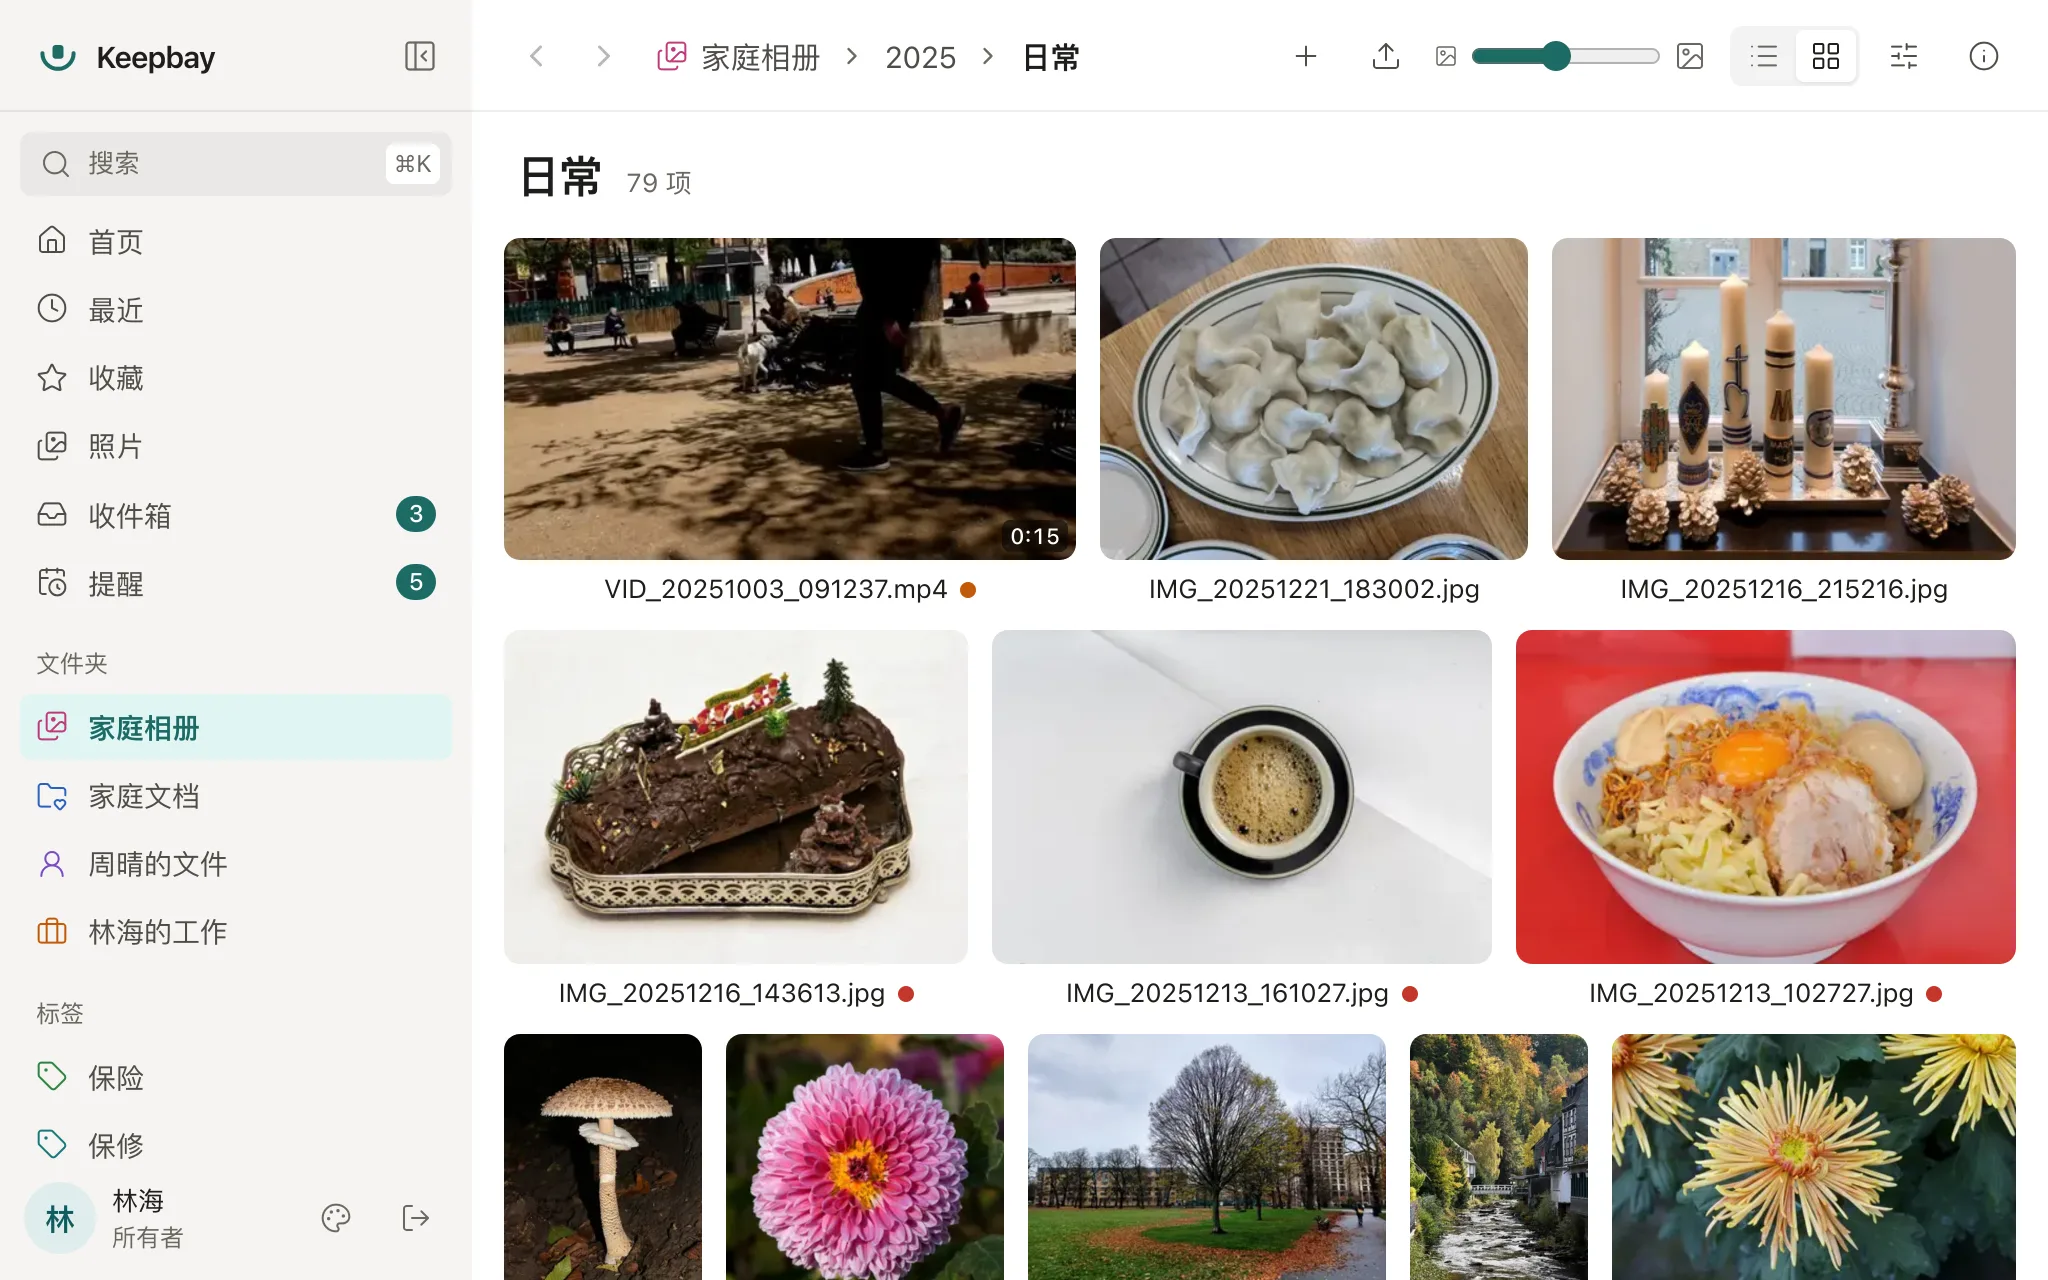 Keepbay
搜索
⌘K
首页
最近
收藏
照片
收件箱
3
提醒
5
文件夹
家庭相册
家庭文档
周晴的文件
林海的工作
标签
保险
保修
林
林海
所有者
家庭相册
2025
日常
日常
79 项
0:15
VID_20251003_091237.mp4
IMG_20251221_183002.jpg
IMG_20251216_215216.jpg
IMG_20251216_143613.jpg
IMG_20251213_161027.jpg
IMG_20251213_102727.jpg